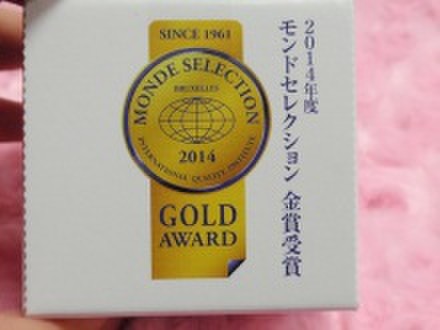 SINCE 1961
MONDE SELECTION
BRUXELLES
2014
INTERNATIONAL QUALITY INSTITUTE
GOLD
AWARD
2014年度
モンドセレクション 金賞受賞